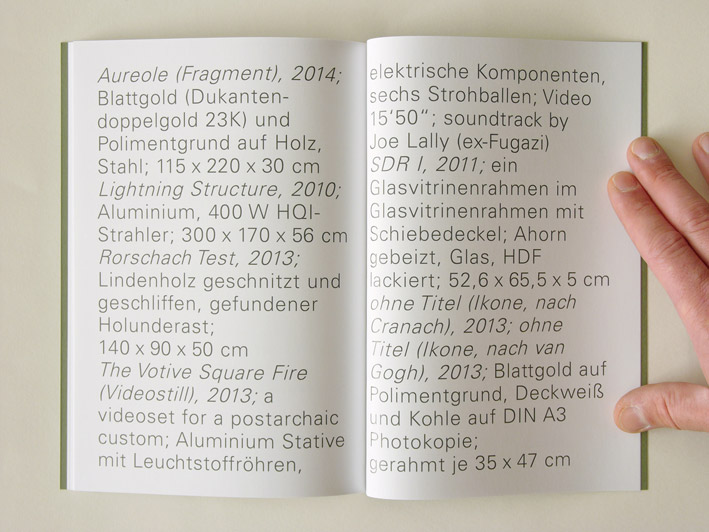 Aureole (Fragment), 2014;
Blattgold (Dukanten-
doppelgold 23K) und
Polimentgrund auf Holz,
Stahl; 115 x 220 x 30 cm
Lightning Structure, 2010;
Aluminium, 400 W HQI-
Strahler; 300 x 170 x 56 cm
Rorschach Test, 2013;
Lindenholz geschnitzt und
geschliffen, gefundener
Holunderast;
140 x 90 x 50 cm
The Votive Square Fire
(Videostill), 2013; a
videoset for a postarchaic
custom; Aluminium Stative
mit Leuchtstoffröhren,
elektrische Komponenten,
sechs Strohballen; Video
15’50“; soundtrack by
Joe Lally (ex-Fugazi)
SDR I, 2011; ein
Glasvitrinenrahmen im
Glasvitrinenrahmen mit
Schiebedeckel; Ahorn
gebeizt, Glas, HDF
lackiert; 52,6 x 65,5 x 5 cm
ohne Titel (Ikone, nach
Cranach), 2013; ohne
Titel (Ikone, nach van
Gogh), 2013; Blattgold auf
Polimentgrund, Deckweiß
und Kohle auf DIN A3
Photokopie;
gerahmt je 35 x 47 cm